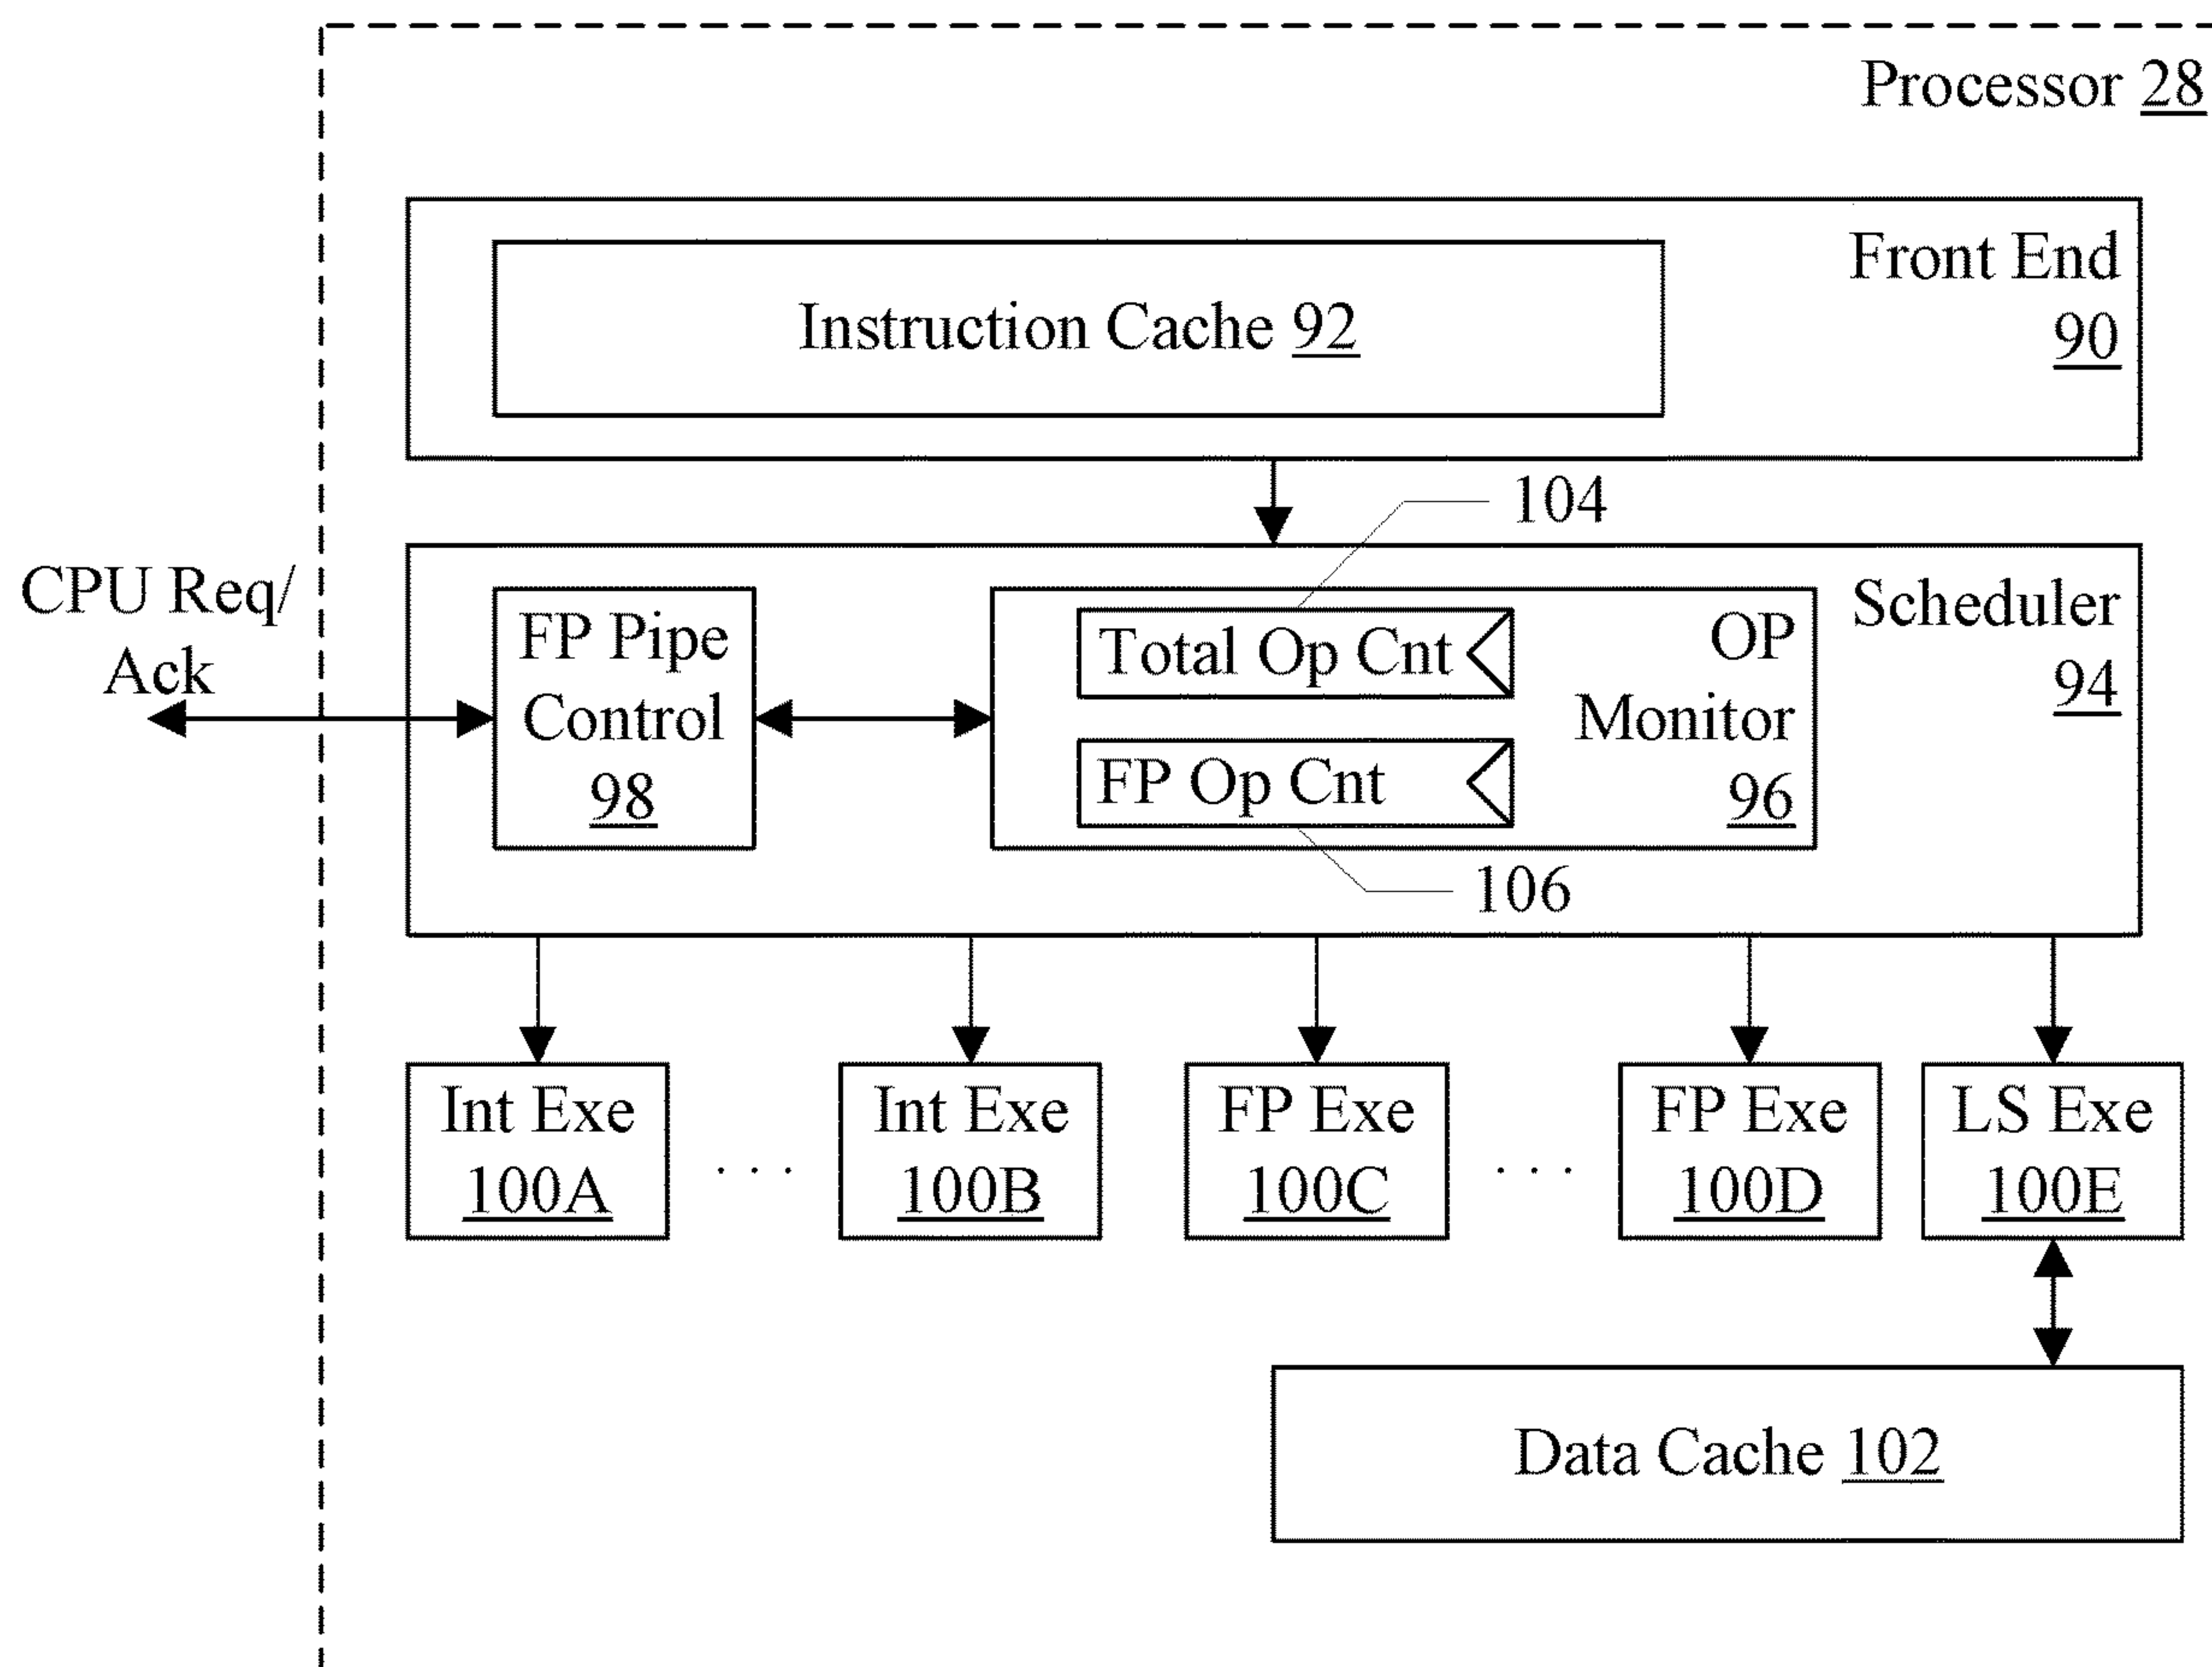 Processor 28
Front End
90
Instruction Cache 92
104
CPU Req/
Ack
FP Pipe
Control
98
Total Op Cnt
FP Op Cnt
OP
Monitor
96
Scheduler
94
106
Int Exe
100A
. . .
Int Exe
100B
FP Exe
100C
. . .
FP Exe
100D
LS Exe
100E
Data Cache 102